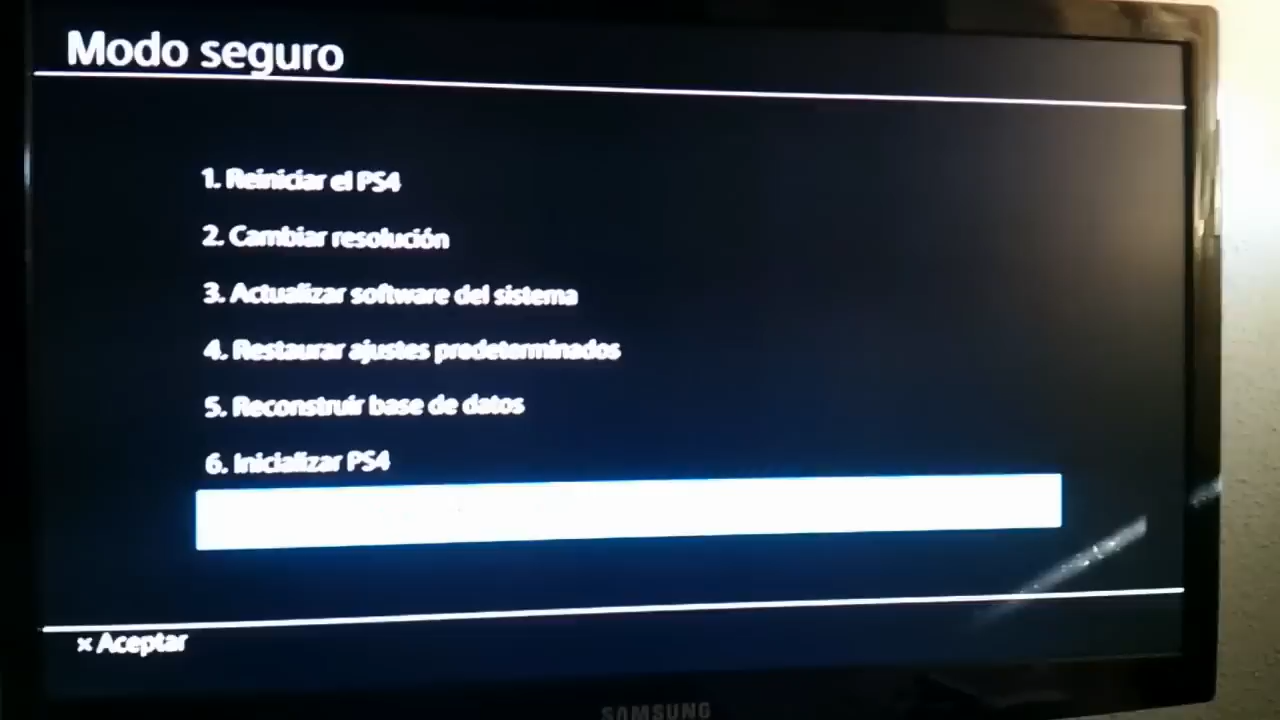 Modo seguro
1. Reiniciar el PS4
2. Cambiar resolución
3. Actualizar software del sistema
4. Restaurar ajustes predeterminados
5. Reconstruir base de datos
6. Inicializar PS4
× Aceptar
SAMSUNG